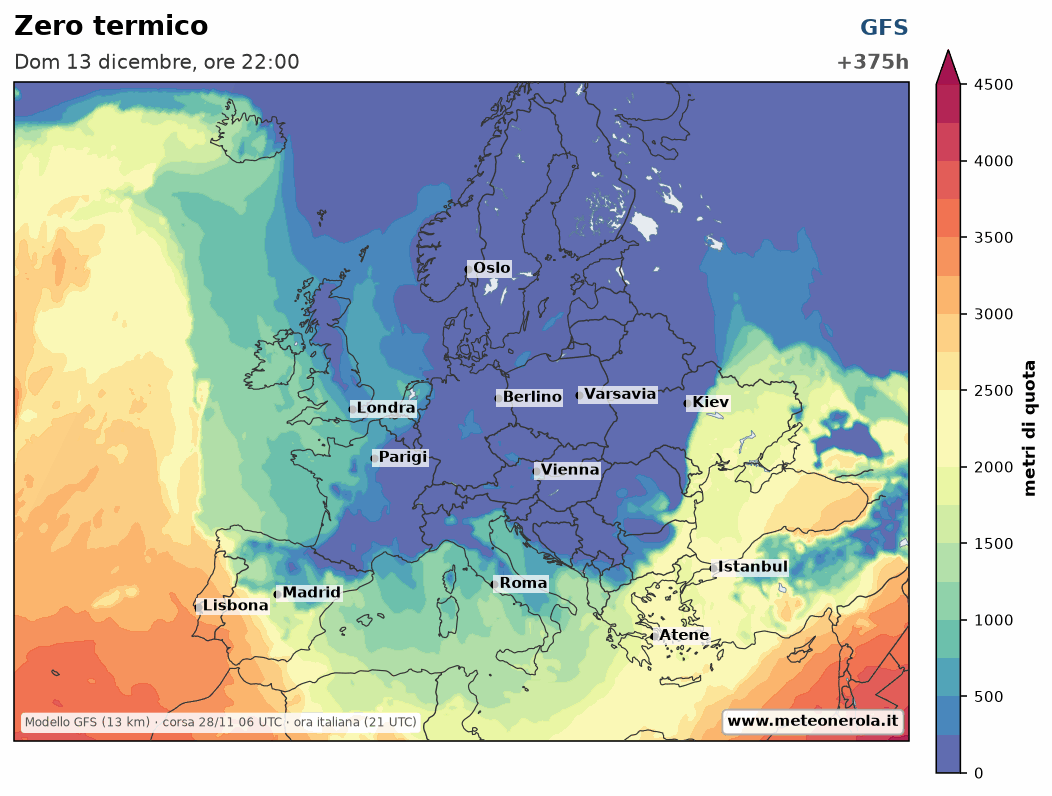 Zero termico
GFS
Dom 13 dicembre, ore 22:00
+375h
4500
4000
3500
3000
2500
2000
1500
1000
500
0
metri di quota
Oslo
Berlino
Varsavia
Kiev
Londra
Parigi
Vienna
Istanbul
Roma
Madrid
Lisbona
Atene
Modello GFS (13 km) · corsa 28/11 06 UTC · ora italiana (21 UTC)
www.meteonerola.it